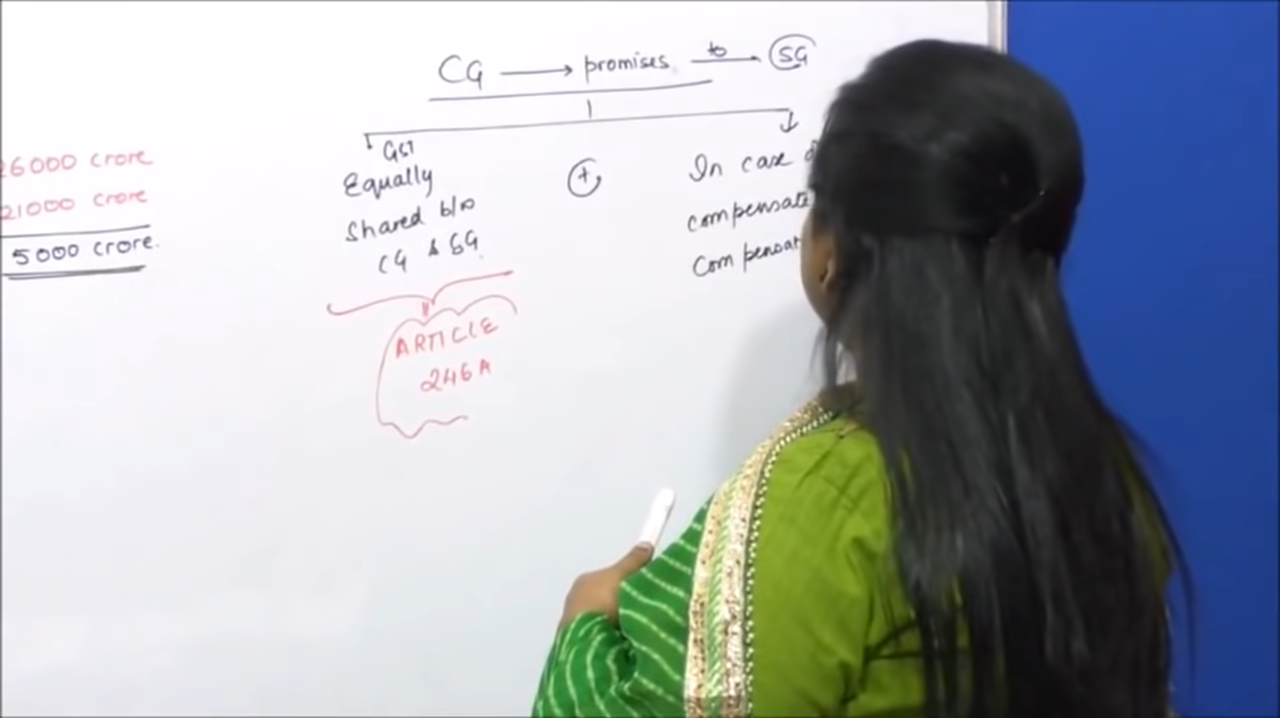 26000 crore
21000 crore
5000 crore.
CG → promises to → SG
GST
Equally
Shared b/n
CG & SG.
+
In case
compensate
Compensat
ARTICLE
246A